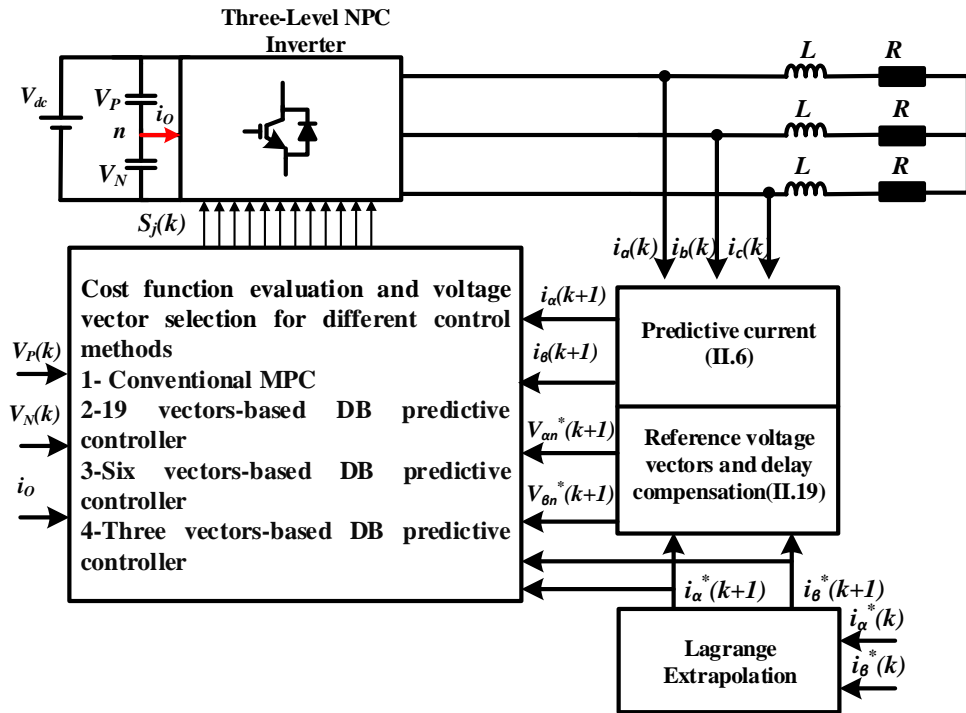 Three-Level NPC
Inverter
L
R
V_dc
V_P
i_O
n
V_N
L
R
L
R
S_j(k)
i_a(k)
i_b(k)
i_c(k)
Cost function evaluation and voltage
vector selection for different control
methods
1- Conventional MPC
2-19 vectors-based DB predictive
controller
3-Six vectors-based DB predictive
controller
4-Three vectors-based DB predictive
controller
V_P(k)
V_N(k)
i_O
i_α(k+1)
i_β(k+1)
V_αn^*(k+1)
V_βn^*(k+1)
Predictive current
(II.6)
Reference voltage
vectors and delay
compensation(II.19)
i_α^*(k+1)
i_β^*(k+1)
i_α^*(k)
i_β^*(k)
Lagrange
Extrapolation